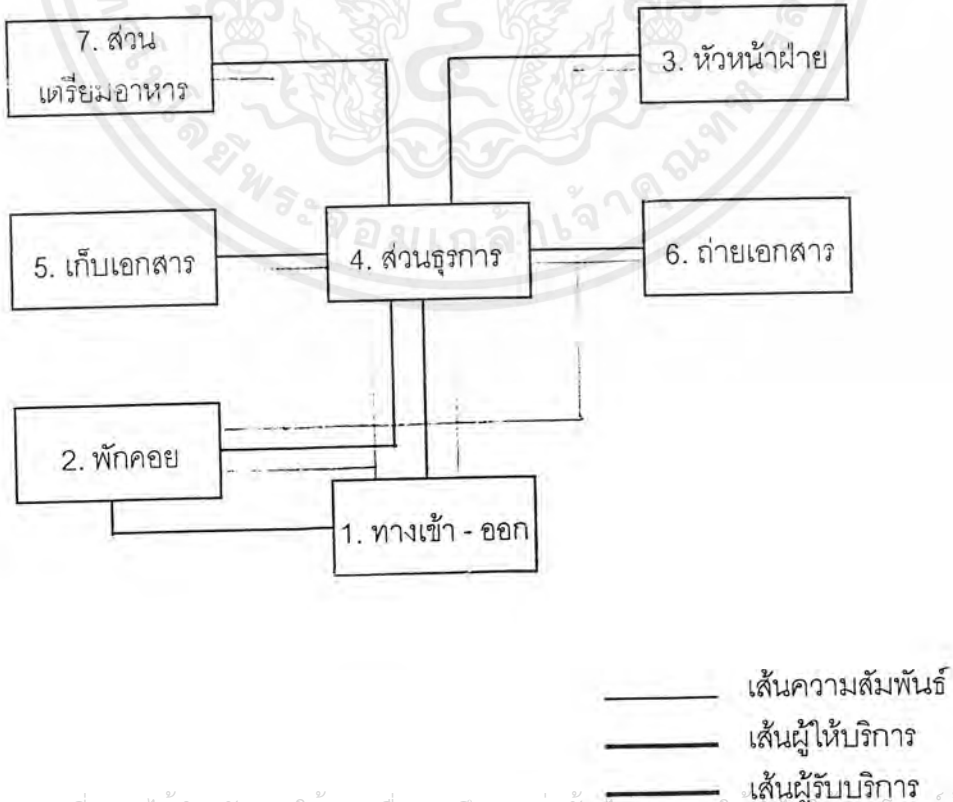 7. ส่วน
เตรียมอาหาร
3. หัวหน้าฝ่าย
5. เก็บเอกสาร
4. ส่วนธุรการ
6. ถ่ายเอกสาร
2. พักคอย
1. ทางเข้า - ออก
เส้นความสัมพันธ์
เส้นผู้ให้บริการ
เส้นผู้รับบริการ